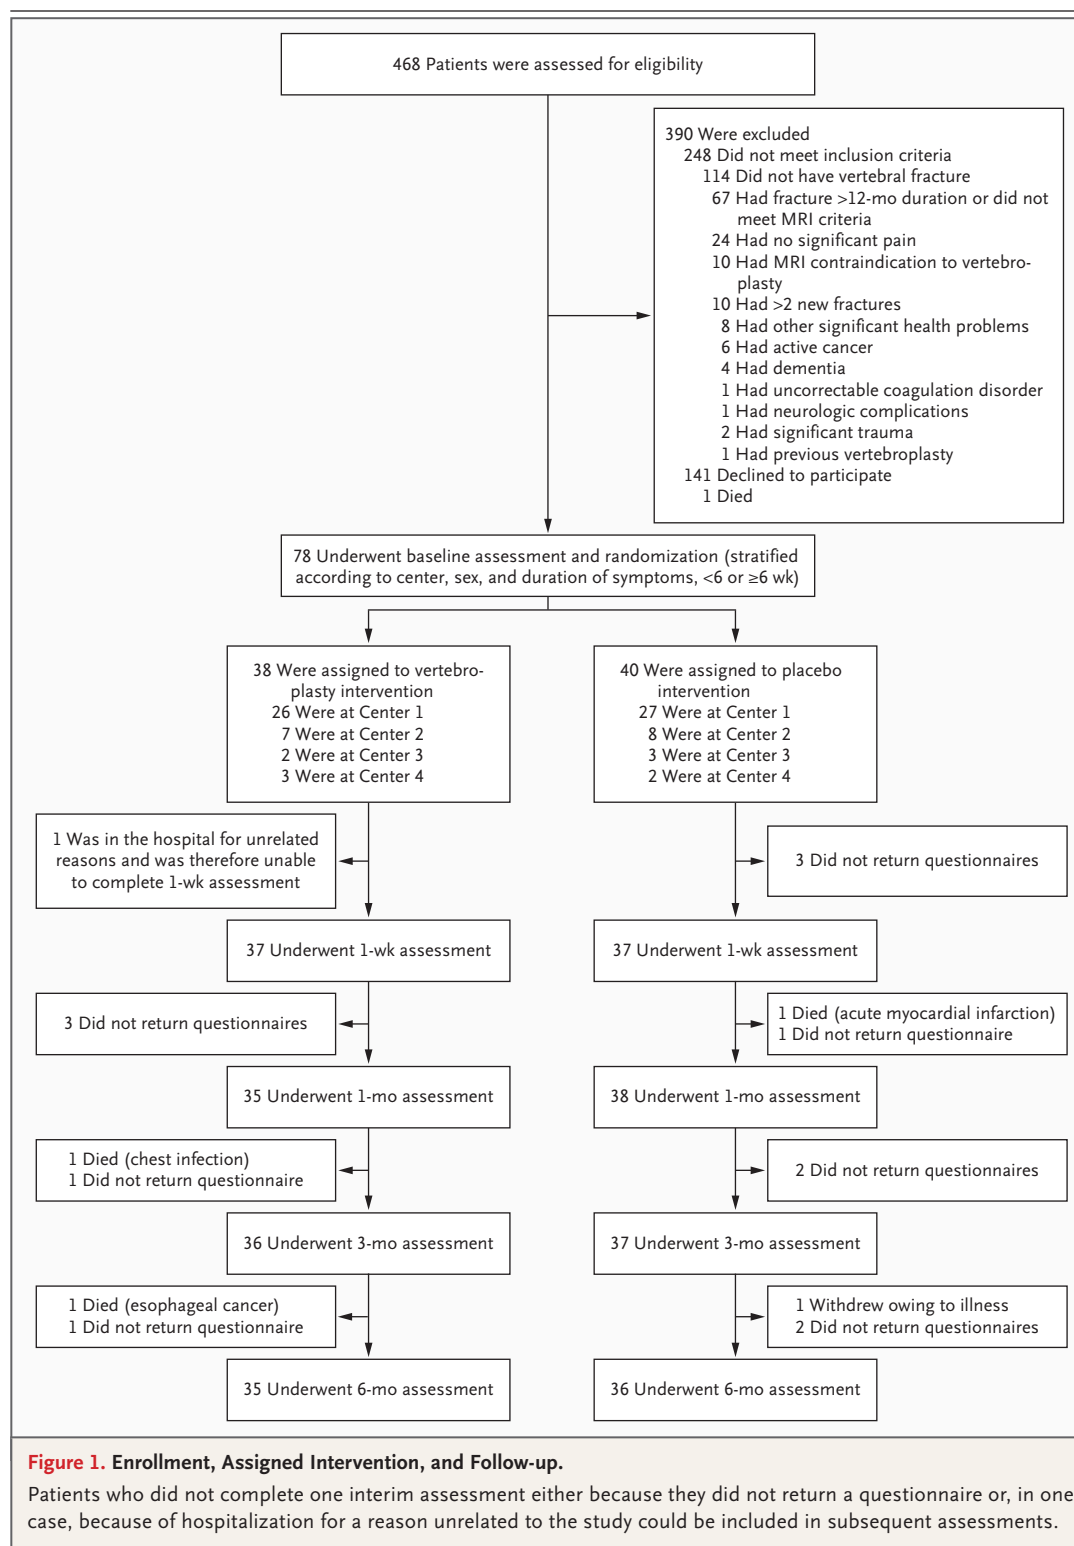 468 Patients were assessed for eligibility
390 Were excluded
248 Did not meet inclusion criteria
114 Did not have vertebral fracture
67 Had fracture >12-mo duration or did not
meet MRI criteria
24 Had no significant pain
10 Had MRI contraindication to vertebro-
plasty
10 Had >2 new fractures
8 Had other significant health problems
6 Had active cancer
4 Had dementia
1 Had uncorrectable coagulation disorder
1 Had neurologic complications
2 Had significant trauma
1 Had previous vertebroplasty
141 Declined to participate
1 Died
78 Underwent baseline assessment and randomization (stratified
according to center, sex, and duration of symptoms, <6 or ≥6 wk)
38 Were assigned to vertebro-
plasty intervention
26 Were at Center 1
7 Were at Center 2
2 Were at Center 3
3 Were at Center 4
40 Were assigned to placebo
intervention
27 Were at Center 1
8 Were at Center 2
3 Were at Center 3
2 Were at Center 4
1 Was in the hospital for unrelated
reasons and was therefore unable
to complete 1-wk assessment
3 Did not return questionnaires
37 Underwent 1-wk assessment
37 Underwent 1-wk assessment
3 Did not return questionnaires
1 Died (acute myocardial infarction)
1 Did not return questionnaire
35 Underwent 1-mo assessment
38 Underwent 1-mo assessment
1 Died (chest infection)
1 Did not return questionnaire
2 Did not return questionnaires
36 Underwent 3-mo assessment
37 Underwent 3-mo assessment
1 Died (esophageal cancer)
1 Did not return questionnaire
1 Withdrew owing to illness
2 Did not return questionnaires
35 Underwent 6-mo assessment
36 Underwent 6-mo assessment
Figure 1. Enrollment, Assigned Intervention, and Follow-up.
Patients who did not complete one interim assessment either because they did not return a questionnaire or, in one
case, because of hospitalization for a reason unrelated to the study could be included in subsequent assessments.